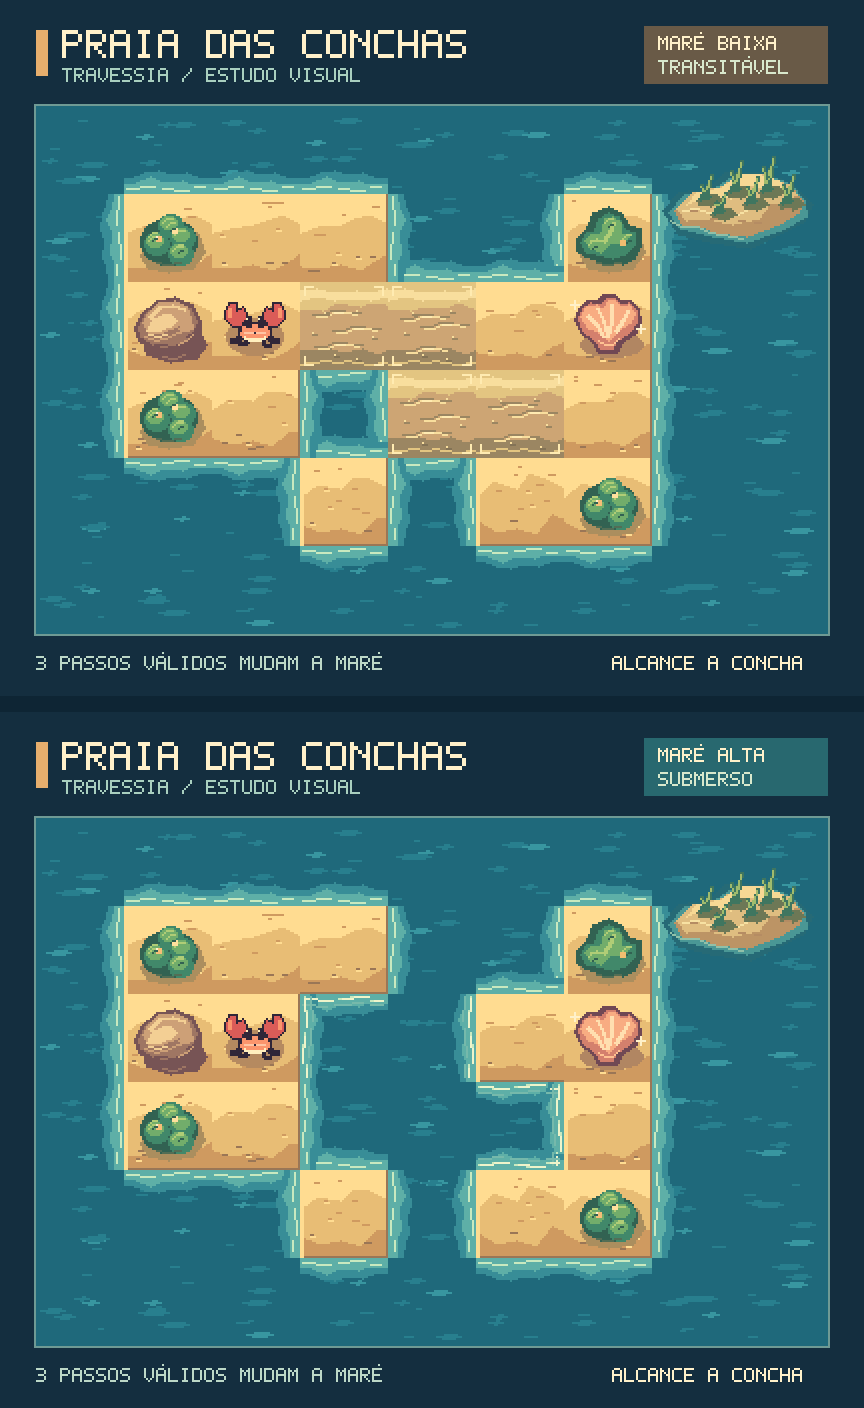 PRAIA DAS CONCHAS
TRAVESSIA / ESTUDO VISUAL
MARÉ BAIXA
TRANSITÁVEL
3 PASSOS VÁLIDOS MUDAM A MARÉ
ALCANCE A CONCHA
PRAIA DAS CONCHAS
TRAVESSIA / ESTUDO VISUAL
MARÉ ALTA
SUBMERSO
3 PASSOS VÁLIDOS MUDAM A MARÉ
ALCANCE A CONCHA